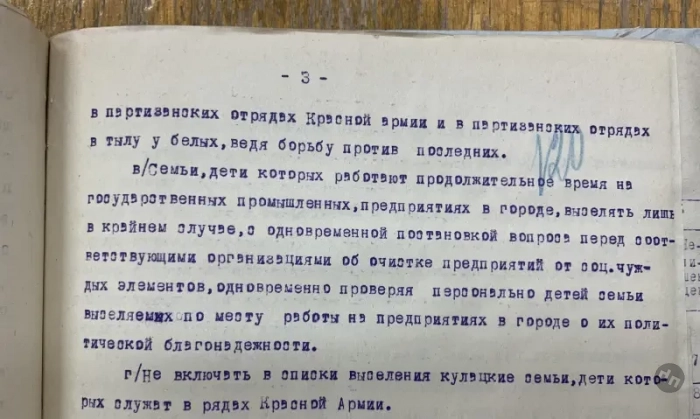 - 3 -
120
в партизанских отрядах Красной армии и в партизанских отрядах
в тылу у белых, ведя борьбу против последних.
в/Семьи,дети которых работают продолжительное время на
государственных промышленных,предприятиях в городе,выселять лишь
в крайнем случае,с одновременной постановкой вопроса перед соот-
ветствующими организациями об очистке предприятий от соц.чуж-
дых элементов,одновременно проверяя персонально детей семьи
выселяемых по месту работы на предприятиях в городе о их поли-
тической благонадежности.
г/Не включать в списки выселения кулацкие семьи,дети кото-
рых служат в рядах Красной Армии.
dn